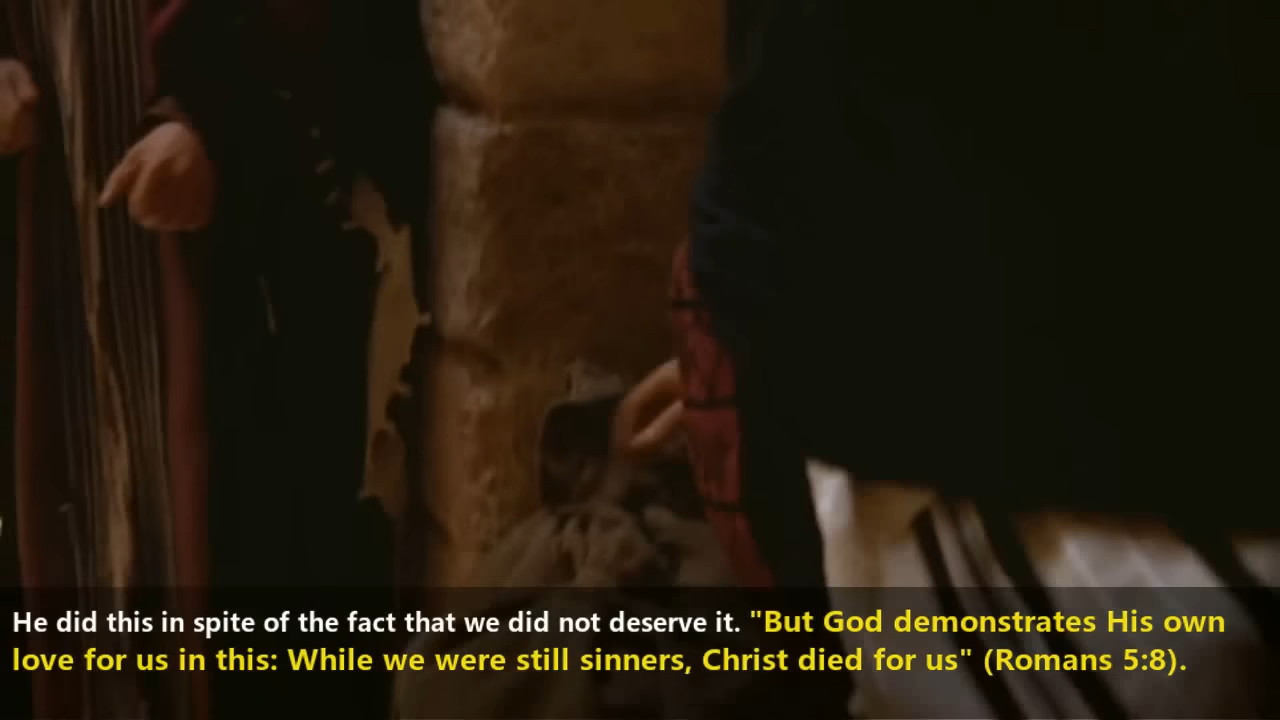 He did this in spite of the fact that we did not deserve it. "But God demonstrates His own
love for us in this: While we were still sinners, Christ died for us" (Romans 5:8).